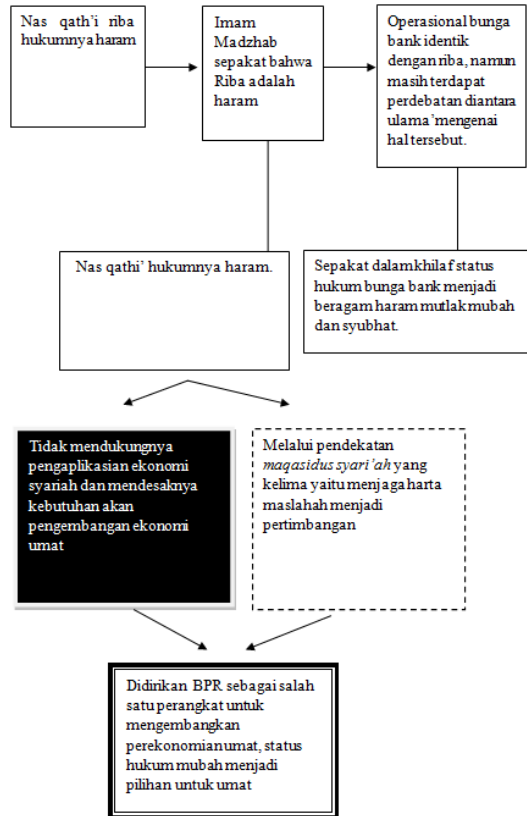 Nas qath'i riba
hukumnya haram
Imam
Madzhab
sepakat bahwa
Riba adalah
haram
Operasional bunga
bank identik
dengan riba, namun
masih terdapat
perdebatan diantara
ulama'mengenai
hal tersebut.
Nas qathi' hukumnya haram.
Sepakat dalamkhilaf status
hukum bunga bank menjadi
beragam haram mutlak mubah
dan syubhat.
Tidak mendukungnya
pengaplikasian ekonomi
syariah dan mendesaknya
kebutuhan akan
pengembangan ekonomi
umat
Melalui pendekatan
maqasidus syari'ah yang
kelima yaitu menjaga harta
maslahah menjadi
pertimbangan
Didirikan BPR sebagai salah
satu perangkat untuk
mengembangkan
perekonomian umat, status
hukum mubah menjadi
pilihan untuk umat